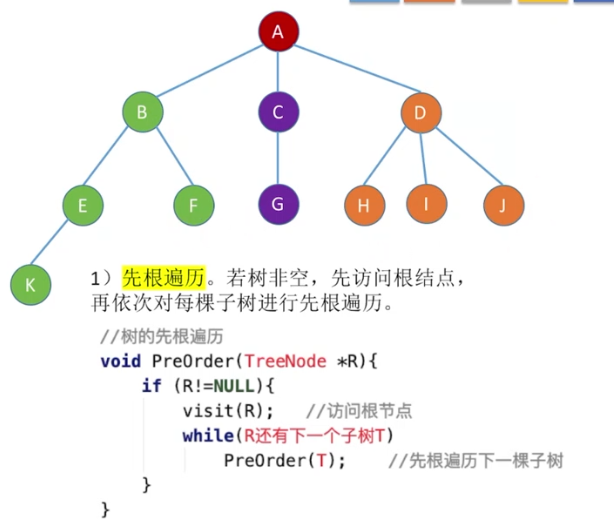 A
B C D
E F G H I J
K
1）先根遍历。若树非空，先访问根结点，
再依次对每棵子树进行先根遍历。
//树的先根遍历
void PreOrder(TreeNode *R){
if (R!=NULL){
visit(R); //访问根节点
while(R还有下一个子树T)
PreOrder(T); //先根遍历下一棵子树
}
}